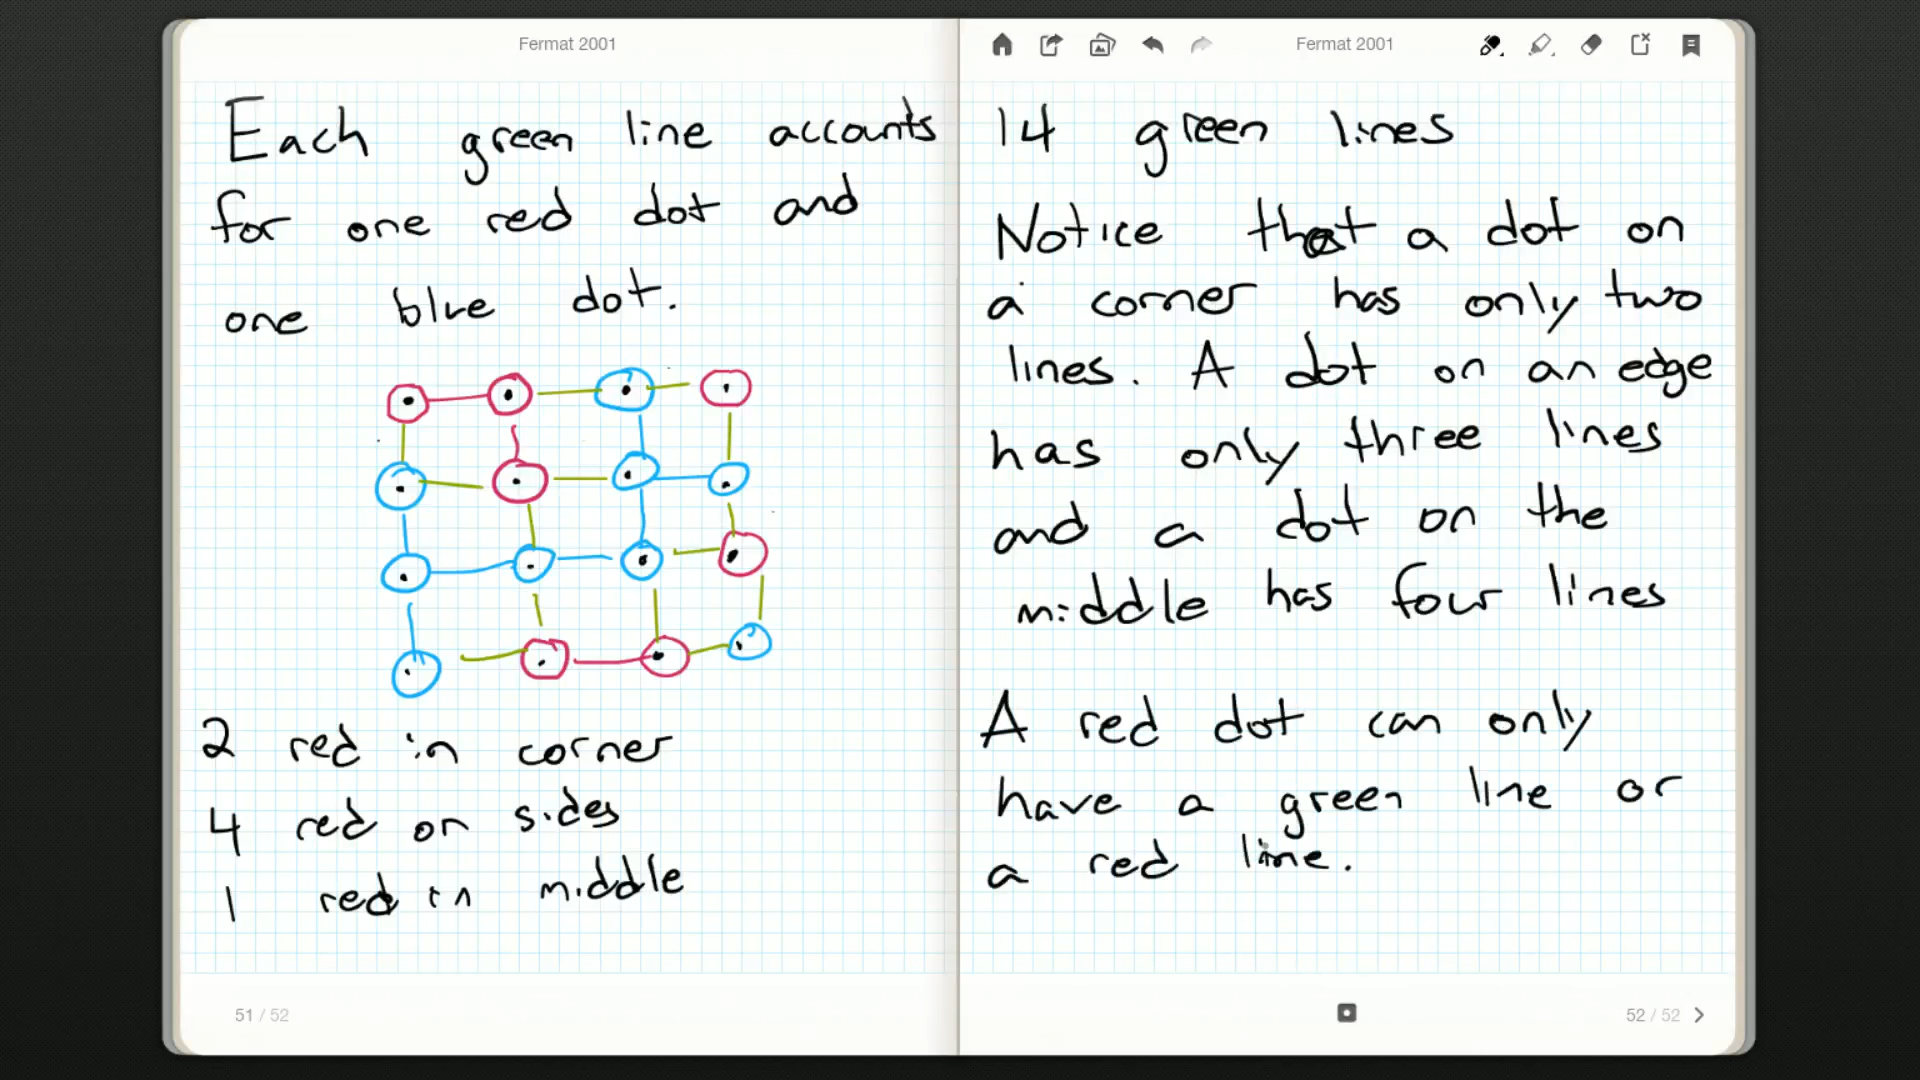 Fermat 2001
Each green line accounts
for one red dot and
one blue dot.
2 red in corner
4 red on sides
1 red in middle
51 / 52
Fermat 2001
14 green lines
Notice that a dot on
a corner has only two
lines. A dot on an edge
has only three lines
and a dot on the
middle has four lines
A red dot can only
have a green line or
a red line.
52 / 52